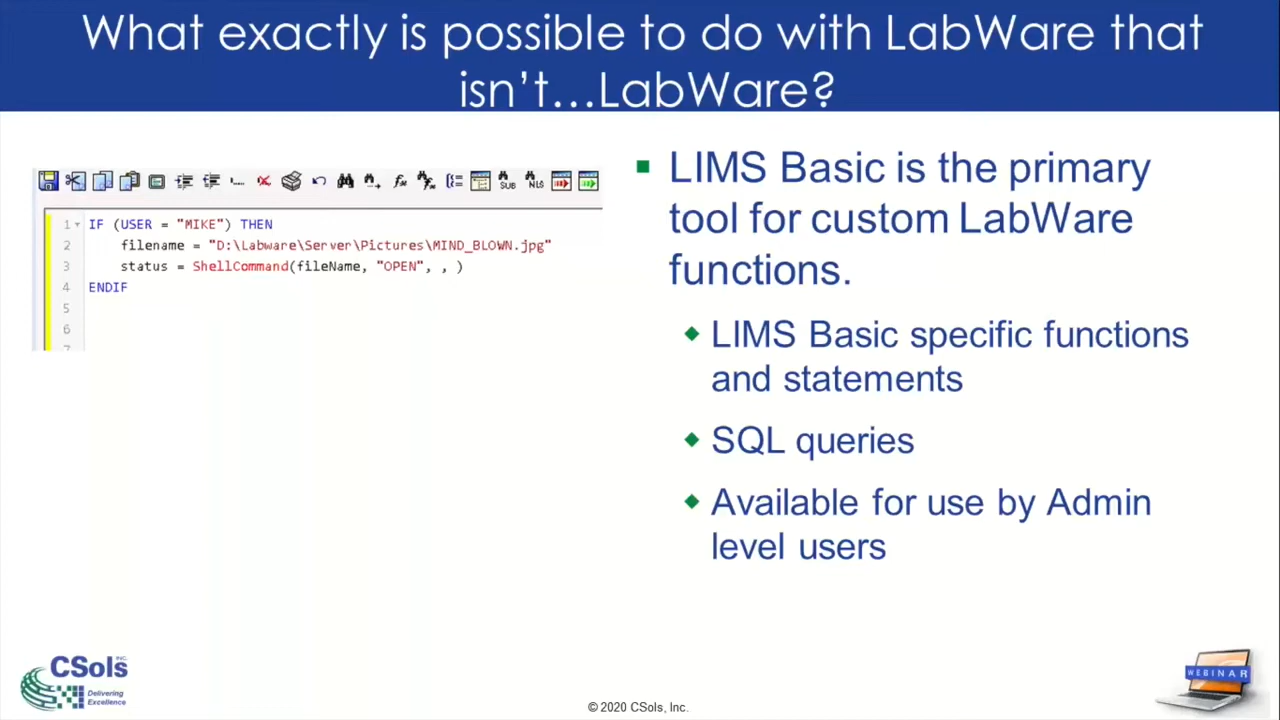 What exactly is possible to do with LabWare that
isn't...LabWare?
1 IF (USER = "MIKE") THEN
2 filename = "D:\Labware\Server\Pictures\MIND_BLOWN.jpg"
3 status = ShellCommand(fileName, "OPEN", , )
4 ENDIF
5
6
7
LIMS Basic is the primary
tool for custom LabWare
functions.
LIMS Basic specific functions
and statements
SQL queries
Available for use by Admin
level users
CSols INC.
Delivering
Excellence
© 2020 CSols, Inc.
WEBINAR